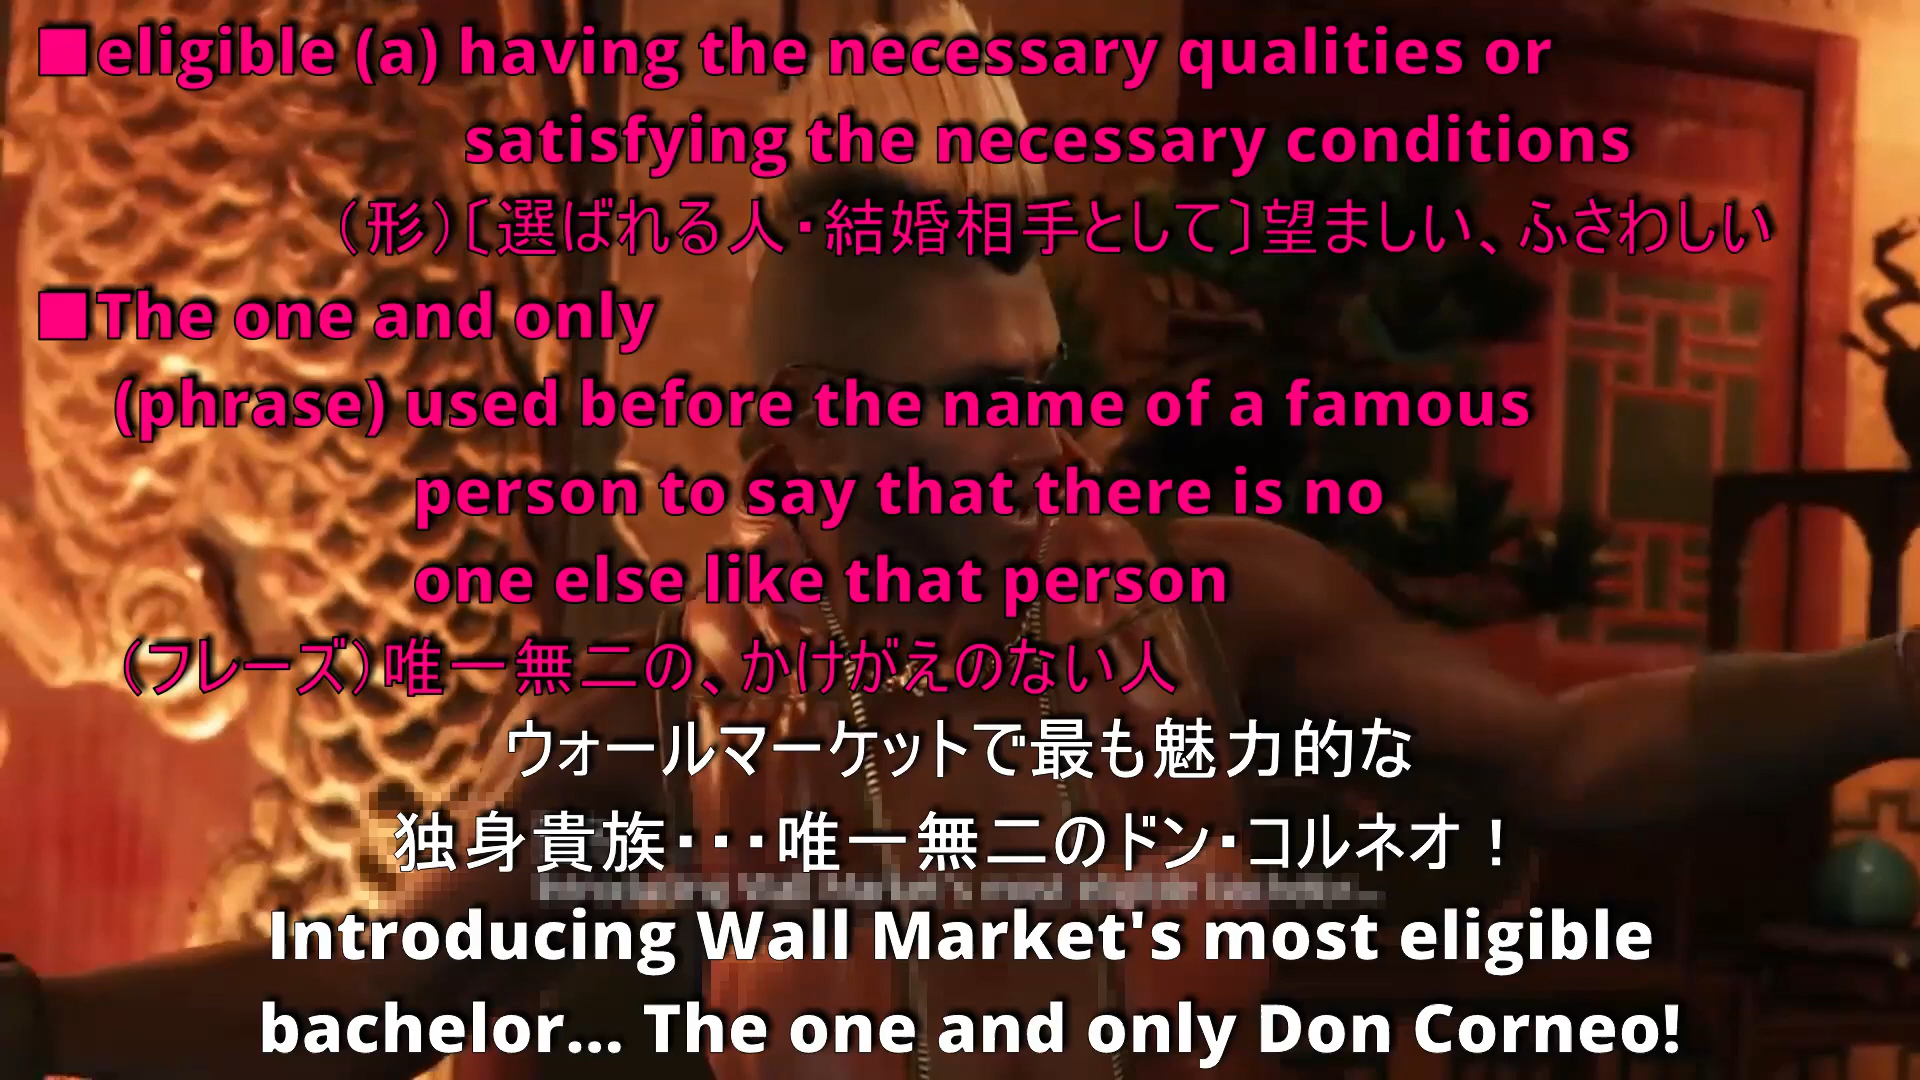 ■eligible (a) having the necessary qualities or
satisfying the necessary conditions
（形）〔選ばれる人・結婚相手として〕望ましい、ふさわしい
■The one and only
(phrase) used before the name of a famous
person to say that there is no
one else like that person
（フレーズ）唯一無二の、かけがえのない人
ウォールマーケットで最も魅力的な
独身貴族・・・唯一無二のドン・コルネオ！
Introducing Wall Market's most eligible bachelor...
Introducing Wall Market's most eligible
bachelor... The one and only Don Corneo!